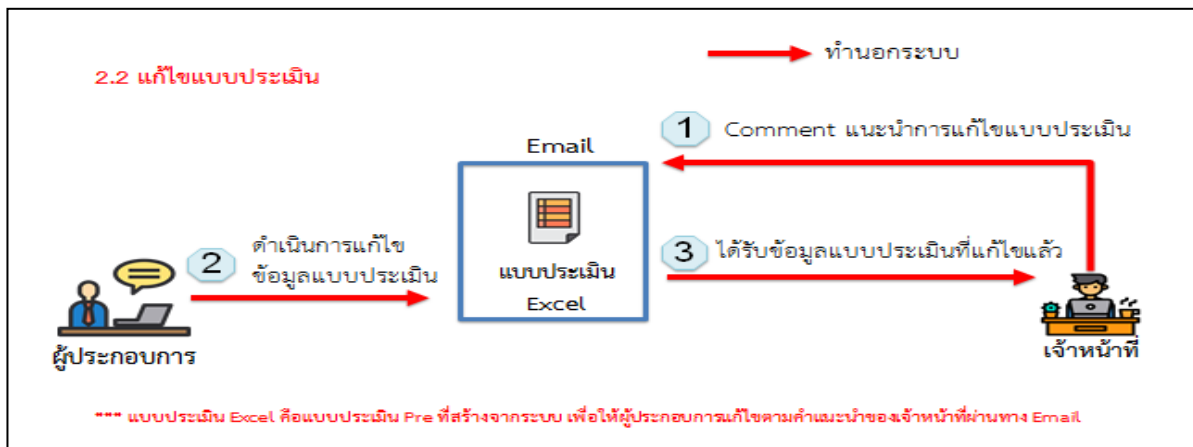 ทำนอกระบบ
2.2 แก้ไขแบบประเมิน
1 Comment แนะนำการแก้ไขแบบประเมิน
Email
2 ดำเนินการแก้ไข
ข้อมูลแบบประเมิน
3 ได้รับข้อมูลแบบประเมินที่แก้ไขแล้ว
แบบประเมิน
Excel
ผู้ประกอบการ
เจ้าหน้าที่
*** แบบประเมิน Excel คือแบบประเมิน Pre ที่สร้างจากระบบ เพื่อให้ผู้ประกอบการแก้ไขตามคำแนะนำของเจ้าหน้าที่ผ่านทาง Email